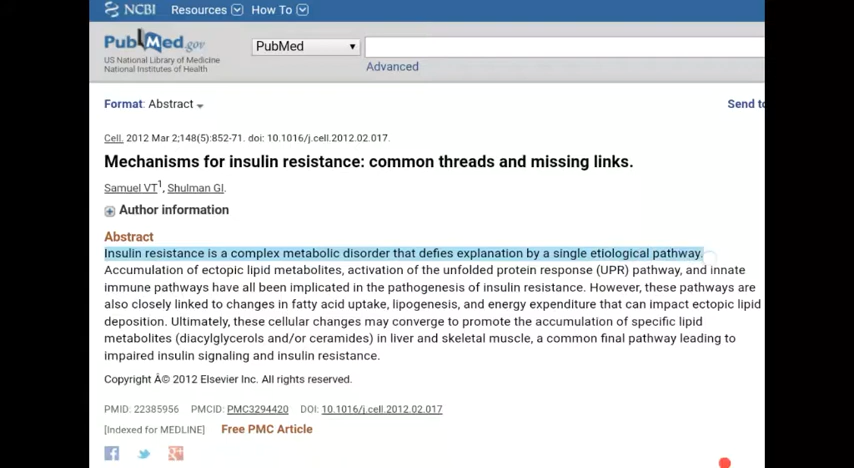 NCBI Resources How To
PubMed.gov
US National Library of Medicine
National Institutes of Health
PubMed
Advanced
Format: Abstract
Send to
Cell. 2012 Mar 2;148(5):852-71. doi: 10.1016/j.cell.2012.02.017.
Mechanisms for insulin resistance: common threads and missing links.
Samuel VT1, Shulman GI.
Author information
Abstract
Insulin resistance is a complex metabolic disorder that defies explanation by a single etiological pathway.
Accumulation of ectopic lipid metabolites, activation of the unfolded protein response (UPR) pathway, and innate
immune pathways have all been implicated in the pathogenesis of insulin resistance. However, these pathways are
also closely linked to changes in fatty acid uptake, lipogenesis, and energy expenditure that can impact ectopic lipid
deposition. Ultimately, these cellular changes may converge to promote the accumulation of specific lipid
metabolites (diacylglycerols and/or ceramides) in liver and skeletal muscle, a common final pathway leading to
impaired insulin signaling and insulin resistance.
Copyright Â© 2012 Elsevier Inc. All rights reserved.
PMID: 22385956 PMCID: PMC3294420 DOI: 10.1016/j.cell.2012.02.017
[Indexed for MEDLINE] Free PMC Article